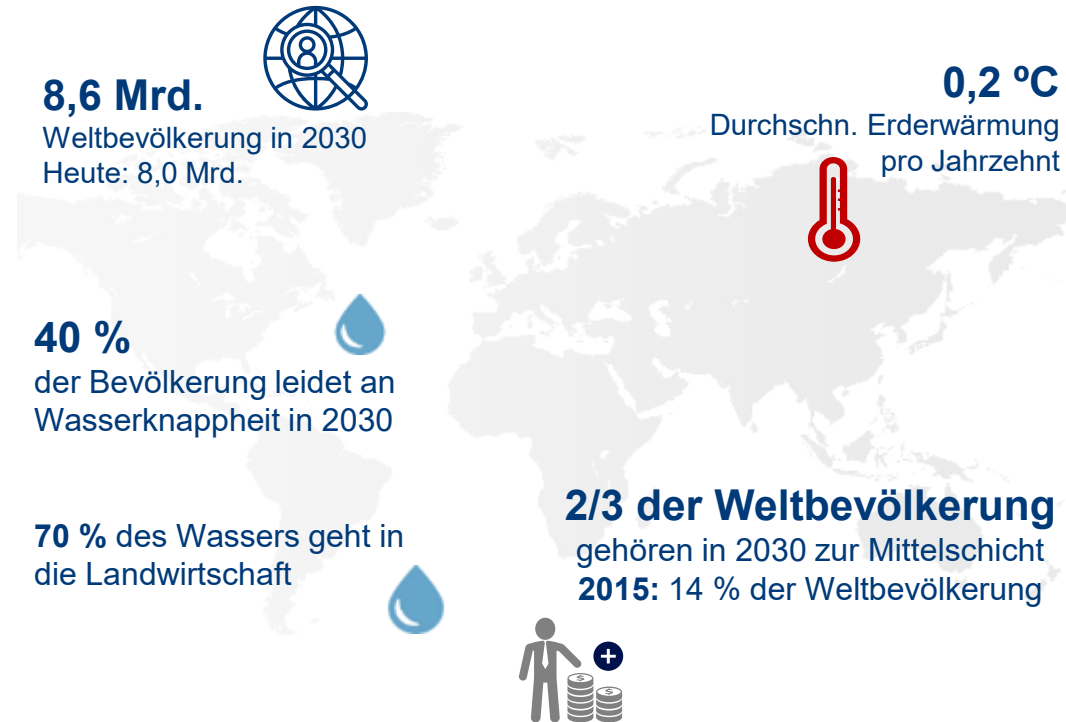 8,6 Mrd.
Weltbevölkerung in 2030
Heute: 8,0 Mrd.
0,2 ºC
Durchschn. Erderwärmung
pro Jahrzehnt
40 %
der Bevölkerung leidet an
Wasserknappheit in 2030
70 % des Wassers geht in
die Landwirtschaft
2/3 der Weltbevölkerung
gehören in 2030 zur Mittelschicht
2015: 14 % der Weltbevölkerung